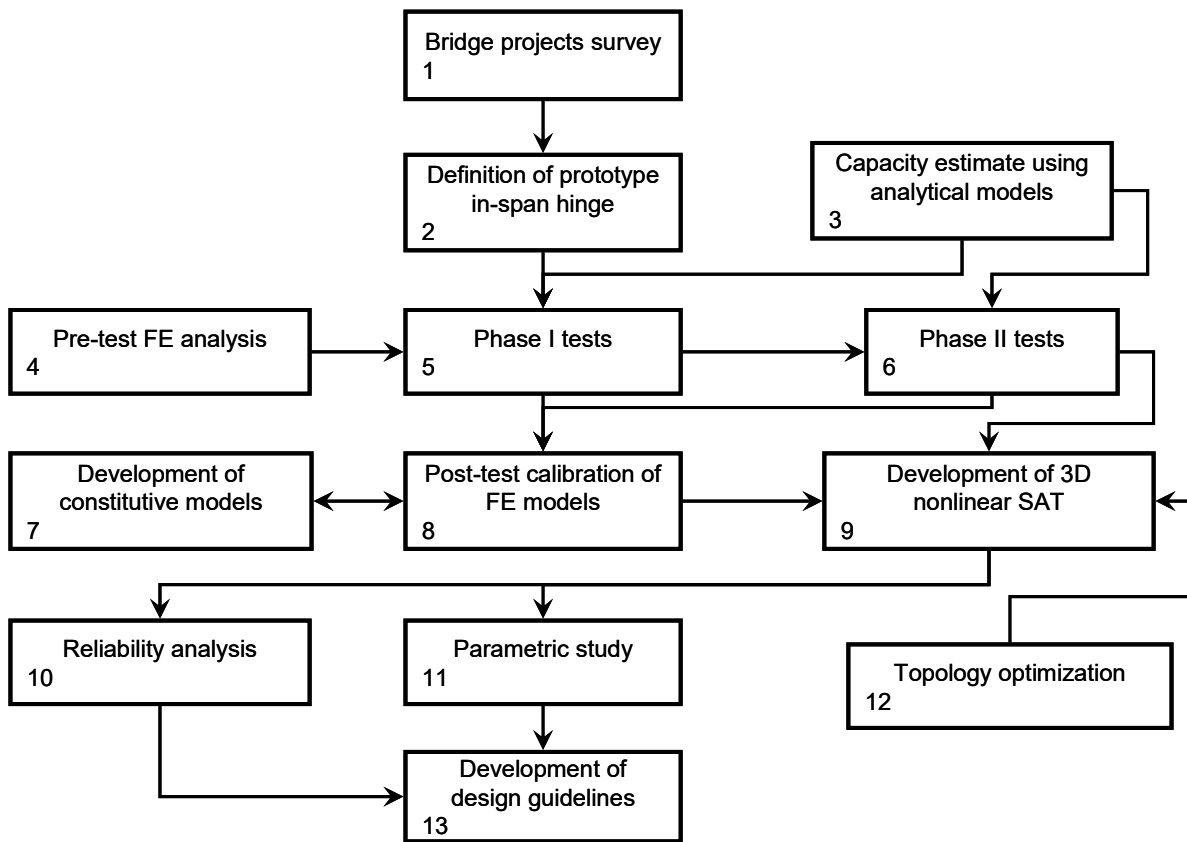 Bridge projects survey
1
Definition of prototype
in-span hinge
2
Capacity estimate using
analytical models
3
Pre-test FE analysis
4
Phase I tests
5
Phase II tests
6
Development of
constitutive models
7
Post-test calibration of
FE models
8
Development of 3D
nonlinear SAT
9
Reliability analysis
10
Parametric study
11
Topology optimization
12
Development of
design guidelines
13